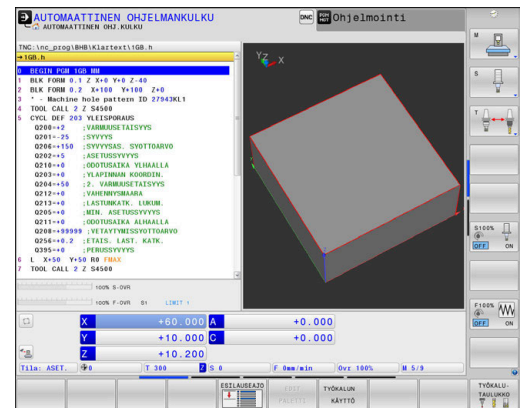 AUTOMAATTINEN OHJELMANKULKU
AUTOMAATTINEN OHJ.KULKU
DNC
Ohjelmointi
TNC:\nc_prog\BHB\Klartext\1GB.h
→1GB.h
0 BEGIN PGM 1GB MM
1 BLK FORM 0.1 Z X+0 Y+0 Z-40
2 BLK FORM 0.2 X+100 Y+100 Z+0
3 * - Machine hole pattern ID 27943KL1
4 TOOL CALL 2 Z S4500
5 CYCL DEF 203 YLEISPORAUS
Q200=+2 ;VARMUUSETAISYYS
Q201=-25 ;SYVYYS
Q206=+150 ;SYVYYSAS. SYOTTOARVO
Q202=+5 ;ASETUSSYVYYS
Q210=+0 ;ODOTUSAIKA YLHAALLA
Q203=+0 ;YLAPINNAN KOORDIN.
Q204=+50 ;2. VARMUUSETAISYYS
Q212=+0 ;VAHENNYSMAARA
Q213=+0 ;LASTUNKATK. LUKUM.
Q205=+0 ;MIN. ASETUSSYVYYS
Q211=+0 ;ODOTUSAIKA ALHAALLA
Q208=+99999 ;VETAYTYMISSYOTTOARVO
Q256=+0.2 ;ETAIS. LAST. KATK.
Q395=+0 ;PERUSSYVYYS
6 L X+50 Y+50 R0 FMAX
7 TOOL CALL 2 Z S4500
Y Z X
100% S-OVR
100% F-OVR S1 LIMIT 1
X +60.000 A +0.000
Y +10.000 C +0.000
Z +10.200
Tila: ASET. 0 T 300 Z S 0 F 0mm/min Ovr 100% M 5/9
M
S
T
S100%
OFF ON
F100%
OFF ON
ESILAUSEAJO
TYÖKALUN
KÄYTTÖ
TYÖKALU-
TAULUKKO